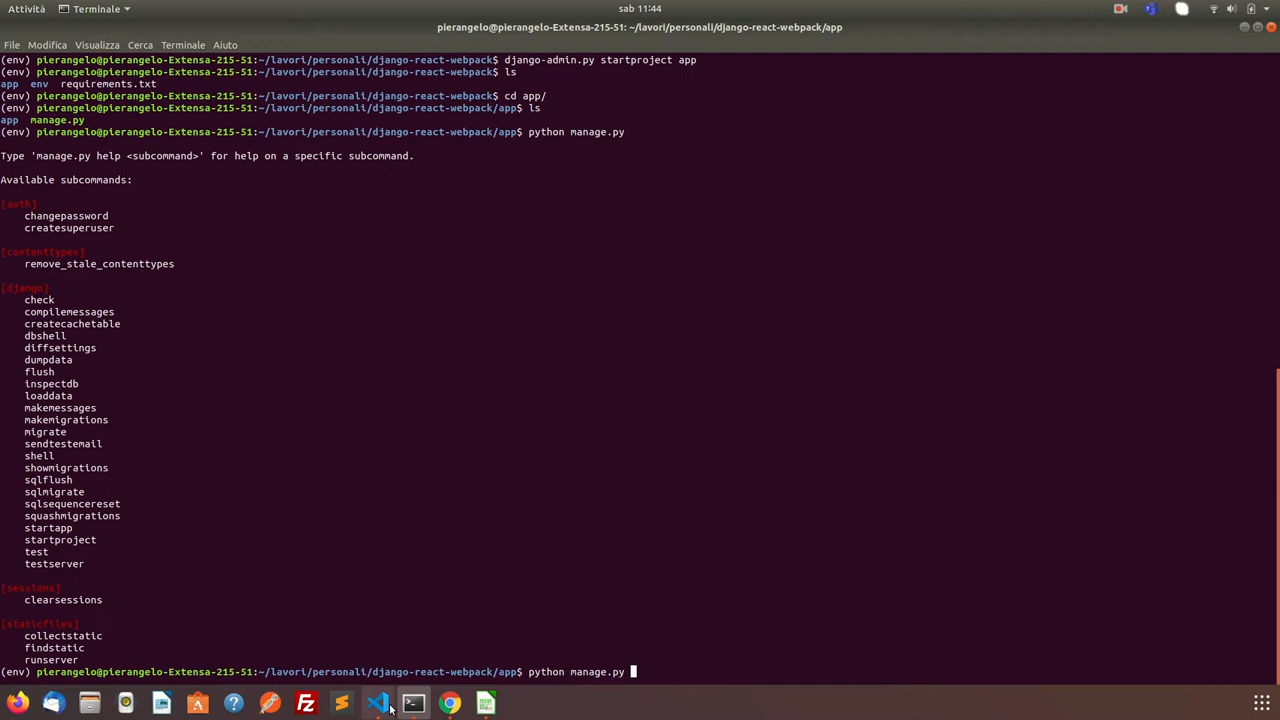 Attività Terminale sab 11:44
pierangelo@pierangelo-Extensa-215-51: ~/lavori/personali/django-react-webpack/app
File Modifica Visualizza Cerca Terminale Aiuto
(env) pierangelo@pierangelo-Extensa-215-51:~/lavori/personali/django-react-webpack$ django-admin.py startproject app
(env) pierangelo@pierangelo-Extensa-215-51:~/lavori/personali/django-react-webpack$ ls
app env requirements.txt
(env) pierangelo@pierangelo-Extensa-215-51:~/lavori/personali/django-react-webpack$ cd app/
(env) pierangelo@pierangelo-Extensa-215-51:~/lavori/personali/django-react-webpack/app$ ls
app manage.py
(env) pierangelo@pierangelo-Extensa-215-51:~/lavori/personali/django-react-webpack/app$ python manage.py
Type 'manage.py help <subcommand>' for help on a specific subcommand.
Available subcommands:
[auth]
changepassword
createsuperuser
[contenttypes]
remove_stale_contenttypes
[django]
check
compilemessages
createcachetable
dbshell
diffsettings
dumpdata
flush
inspectdb
loaddata
makemessages
makemigrations
migrate
sendtestemail
shell
showmigrations
sqlflush
sqlmigrate
sqlsequencereset
squashmigrations
startapp
startproject
test
testserver
[sessions]
clearsessions
[staticfiles]
collectstatic
findstatic
runserver
(env) pierangelo@pierangelo-Extensa-215-51:~/lavori/personali/django-react-webpack/app$ python manage.py